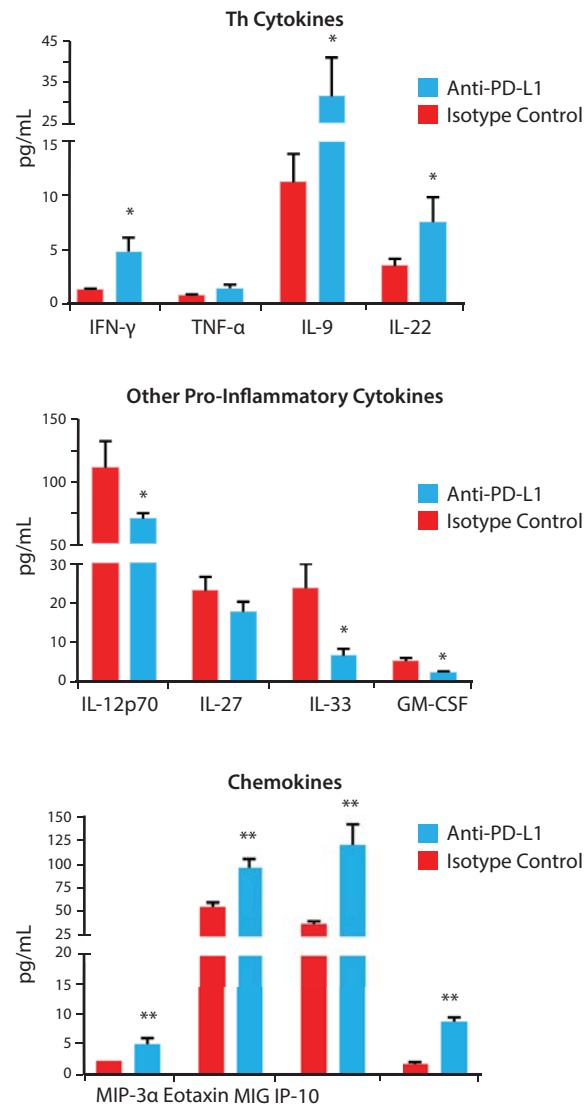 Th Cytokines
45
35
25
15
10
5
0
pg/mL
*
*
*
Anti-PD-L1
Isotype Control
IFN-γ TNF-α IL-9 IL-22
Other Pro-Inflammatory Cytokines
150
100
50
30
20
10
0
pg/mL
*
*
*
Anti-PD-L1
Isotype Control
IL-12p70 IL-27 IL-33 GM-CSF
Chemokines
150
125
100
75
50
25
20
15
10
5
0
pg/mL
**
**
**
**
Anti-PD-L1
Isotype Control
MIP-3α Eotaxin MIG IP-10